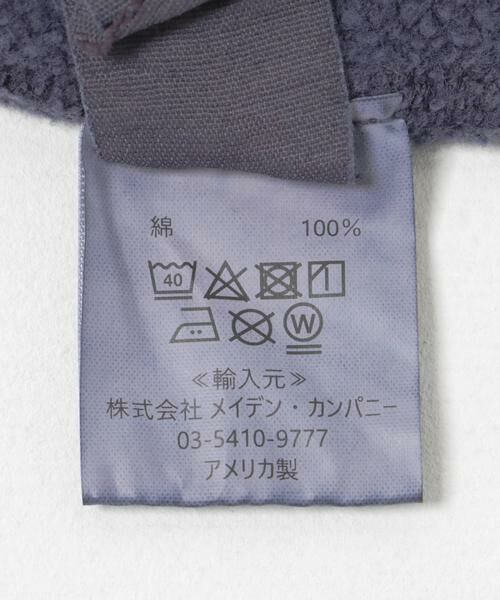 綿 100%
40
W
≪輸入元≫
株式会社 メイデン・カンパニー
03-5410-9777
アメリカ製